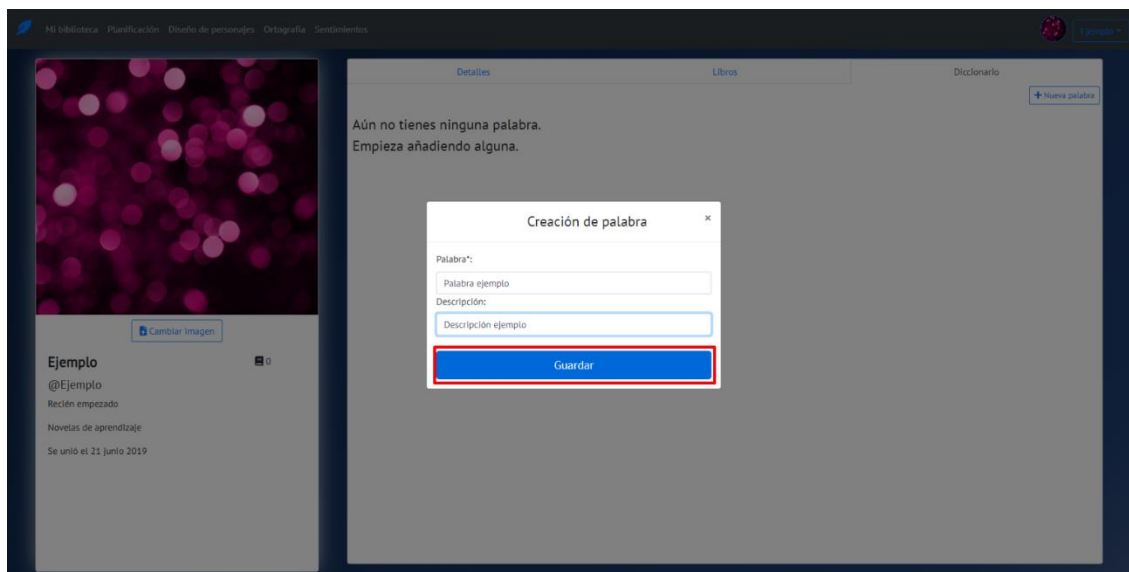 Mi biblioteca Planificación Diseño de personajes Ortografía Sentimientos
Ejemplo
Detalles
Libros
Diccionario
Nueva palabra
Aún no tienes ninguna palabra.
Empieza añadiendo alguna.
Creación de palabra
×
Palabra*:
Palabra ejemplo
Descripción:
Descripción ejemplo
Guardar
Cambiar imagen
Ejemplo
0
@Ejemplo
Recién empezado
Novelas de aprendizaje
Se unió el 21 junio 2019